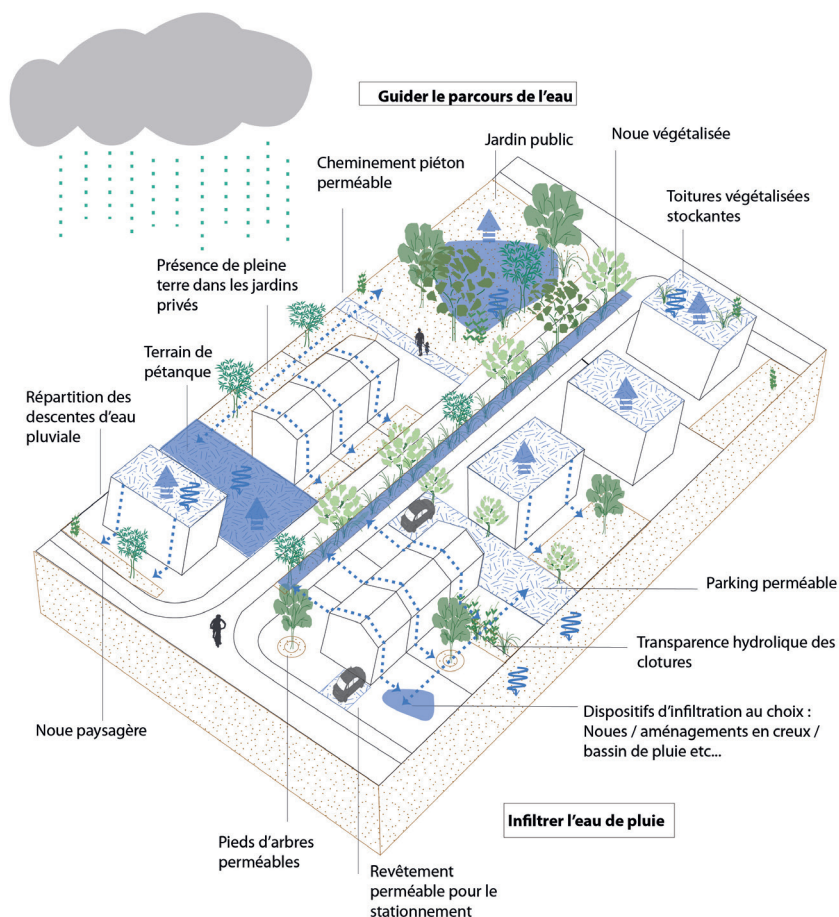 Guider le parcours de l'eau
Jardin public
Noue végétalisée
Cheminement piéton
perméable
Toitures végétalisées
stockantes
Présence de pleine
terre dans les jardins
privés
Terrain de
pétanque
Répartition des
descentes d'eau
pluviale
Parking perméable
Transparence hydrolique des
clotures
Noue paysagère
Dispositifs d'infiltration au choix :
Noues / aménagements en creux /
bassin de pluie etc...
Infiltrer l'eau de pluie
Pieds d'arbres
perméables
Revêtement
perméable pour le
stationnement